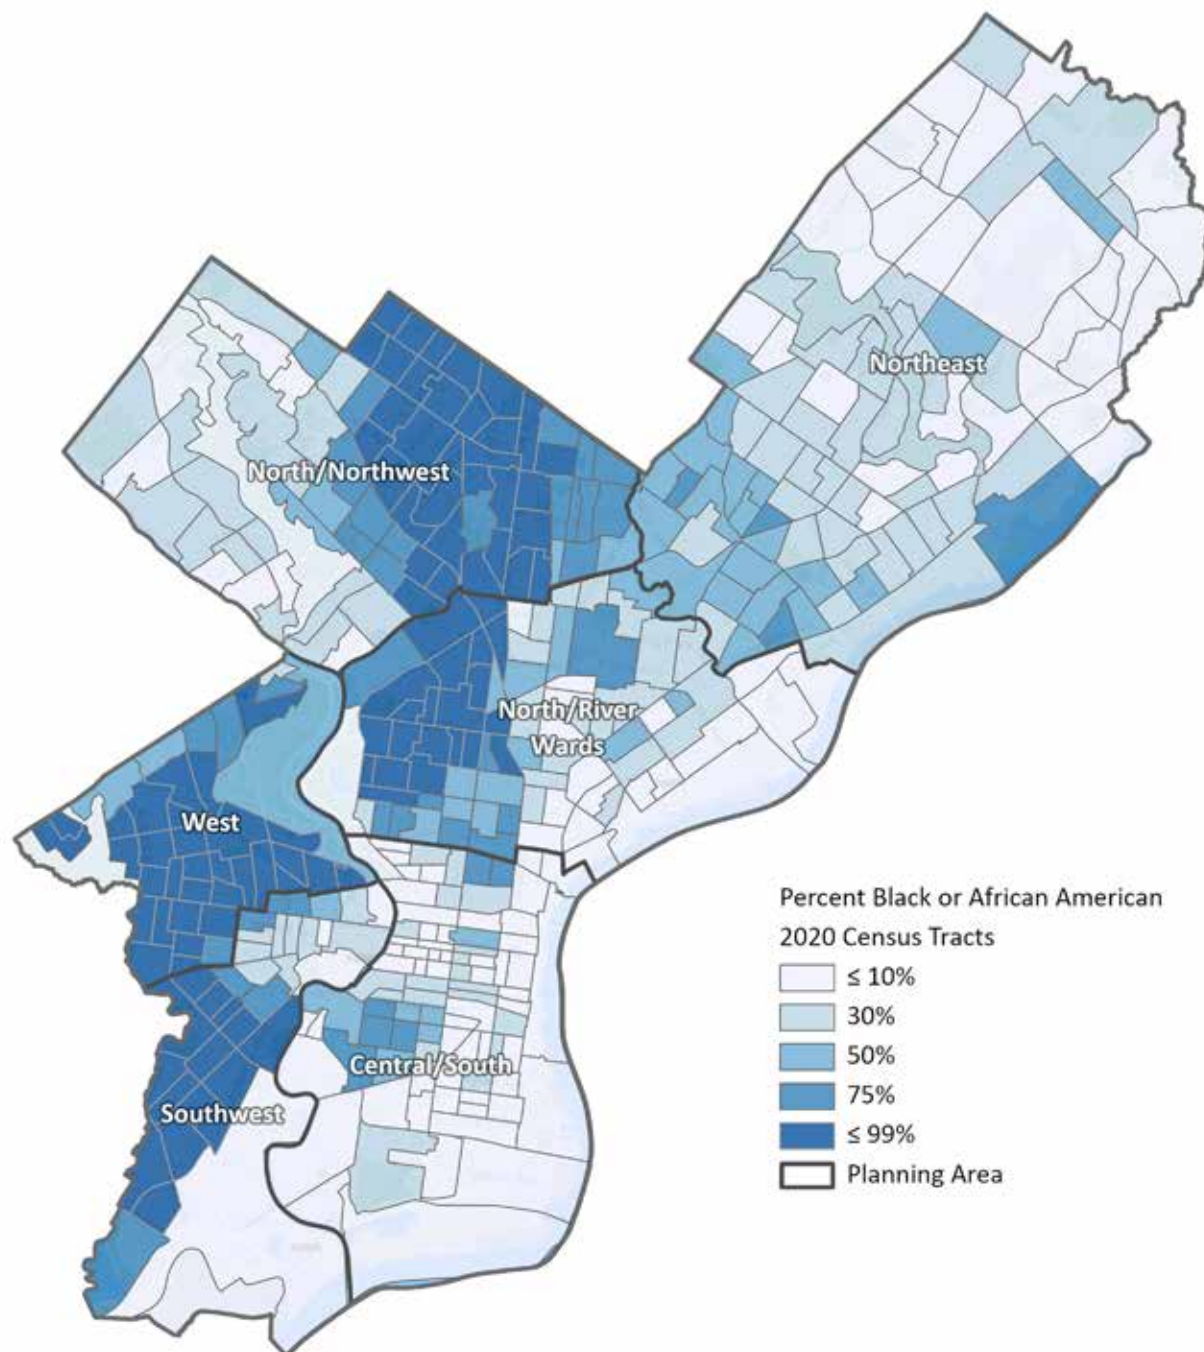 Northeast
North/Northwest
North/River
Wards
West
Central/South
Southwest
Percent Black or African American
2020 Census Tracts
≤ 10%
30%
50%
75%
≤ 99%
Planning Area